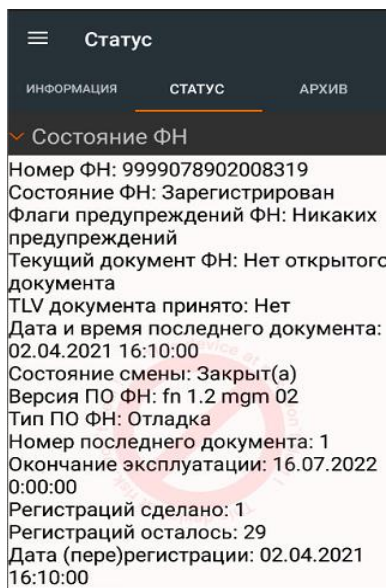 Статус
ИНФОРМАЦИЯ СТАТУС АРХИВ
Состояние ФН
Номер ФН: 9999078902008319
Состояние ФН: Зарегистрирован
Флаги предупреждений ФН: Никаких
предупреждений
Текущий документ ФН: Нет открытого
документа
TLV документа принято: Нет
Дата и время последнего документа:
02.04.2021 16:10:00
Состояние смены: Закрыт(а)
Версия ПО ФН: fn 1.2 mgm 02
Тип ПО ФН: Отладка
Номер последнего документа: 1
Окончание эксплуатации: 16.07.2022
0:00:00
Регистраций сделано: 1
Регистраций осталось: 29
Дата (пере)регистрации: 02.04.2021
16:10:00